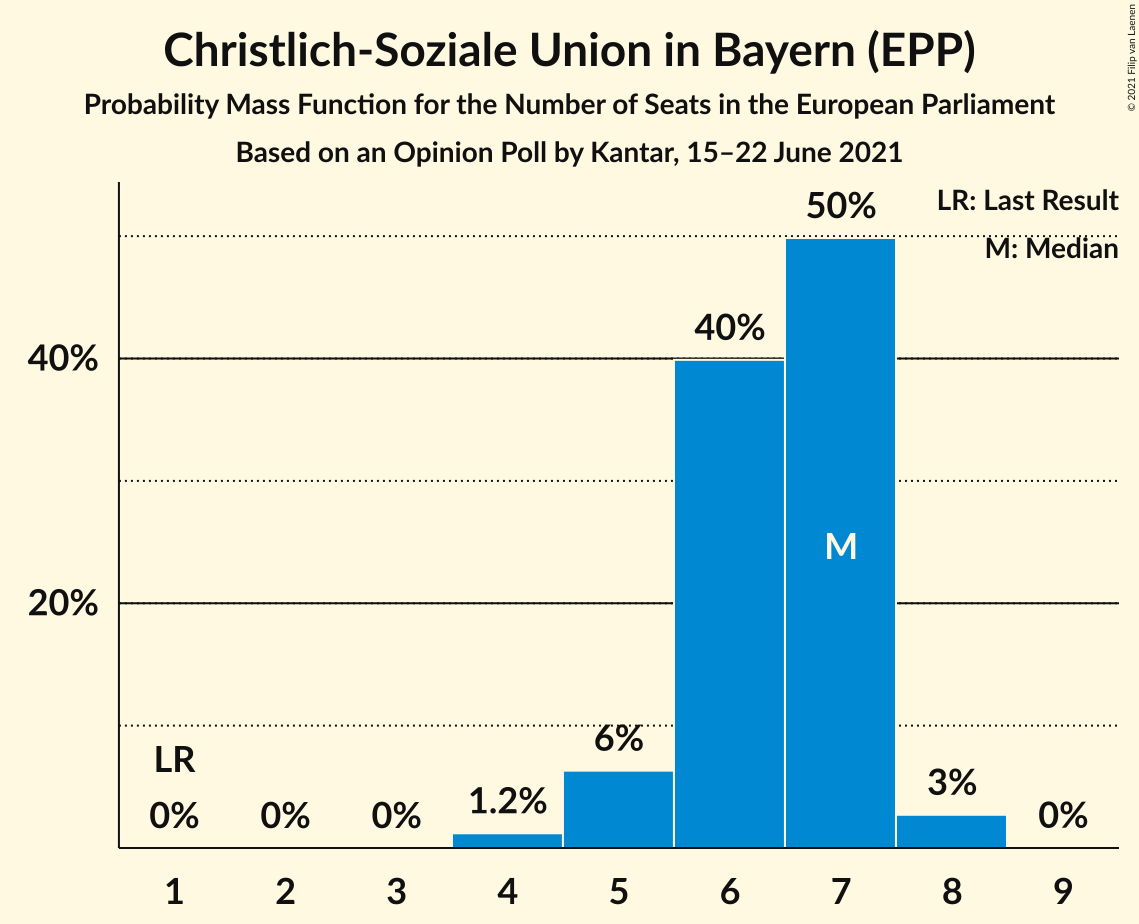 Christlich-Soziale Union in Bayern (EPP)
Probability Mass Function for the Number of Seats in the European Parliament
Based on an Opinion Poll by Kantar, 15–22 June 2021
© 2021 Filip van Laenen
LR: Last Result
M: Median
50%
40%
40%
M
20%
6%
LR
3%
1.2%
0%
0%
0%
0%
1 2 3 4 5 6 7 8 9